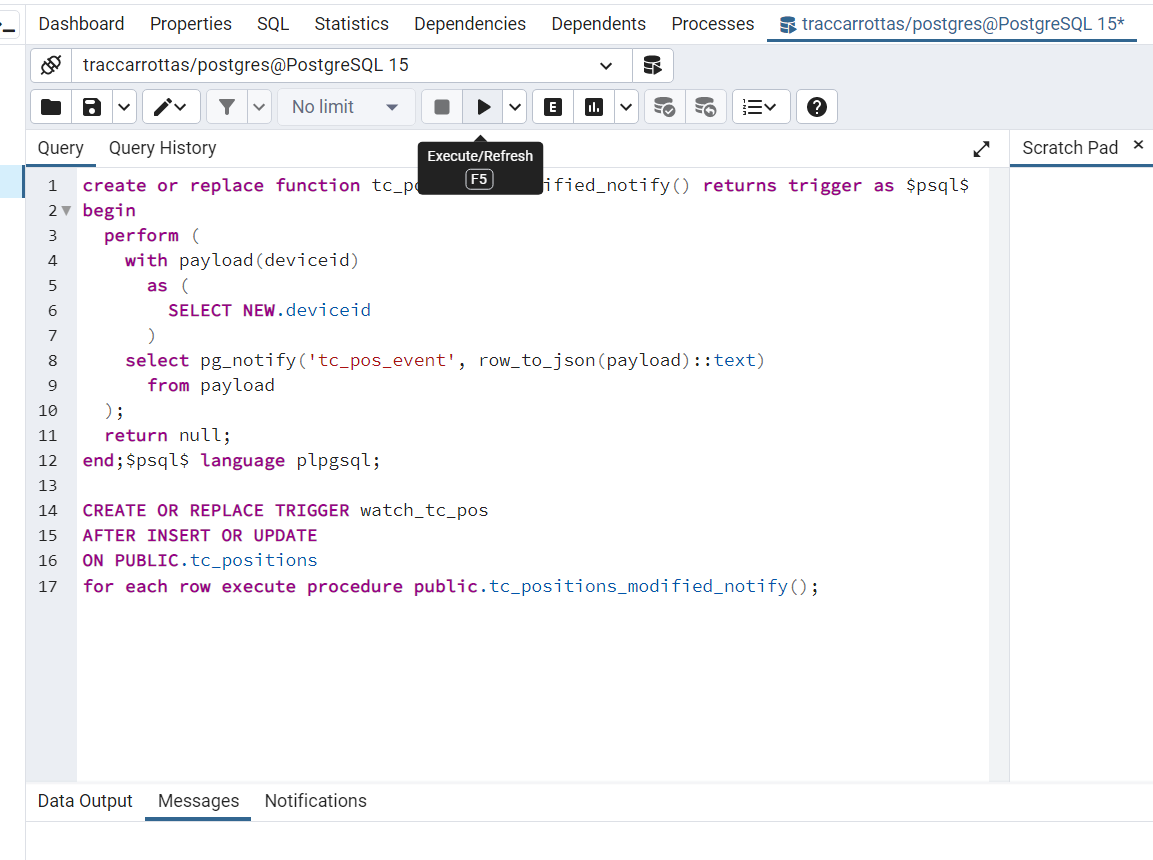 Dashboard Properties SQL Statistics Dependencies Dependents Processes traccarrottas/postgres@PostgreSQL 15*
traccarrottas/postgres@PostgreSQL 15
No limit E
Query Query History Scratch Pad
Execute/Refresh
F5
1 create or replace function tc_po ified_notify() returns trigger as $psql$
2 begin
3 perform (
4 with payload(deviceid)
5 as (
6 SELECT NEW.deviceid
7 )
8 select pg_notify('tc_pos_event', row_to_json(payload)::text)
9 from payload
10 );
11 return null;
12 end;$psql$ language plpgsql;
13
14 CREATE OR REPLACE TRIGGER watch_tc_pos
15 AFTER INSERT OR UPDATE
16 ON PUBLIC.tc_positions
17 for each row execute procedure public.tc_positions_modified_notify();
Data Output Messages Notifications